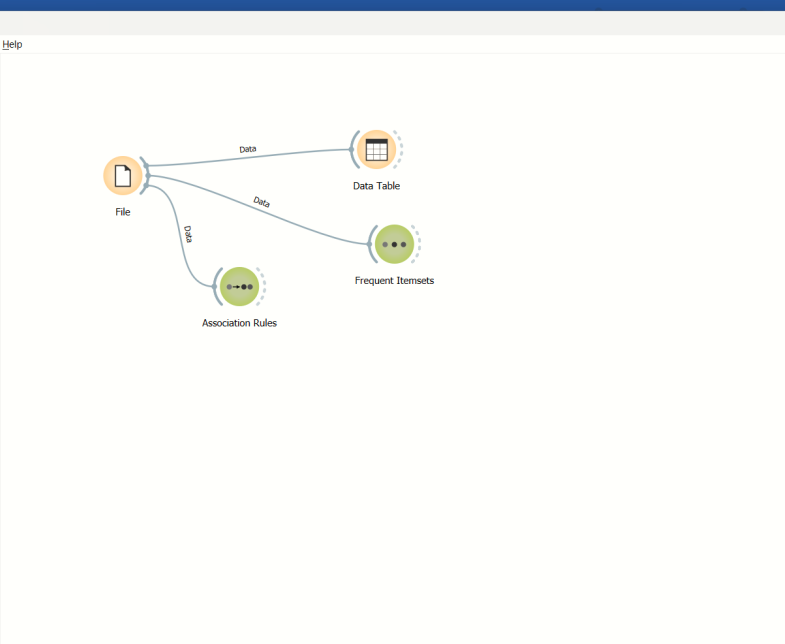 Help
Data
Data Table
Data
File
Data
Frequent Itemsets
Association Rules